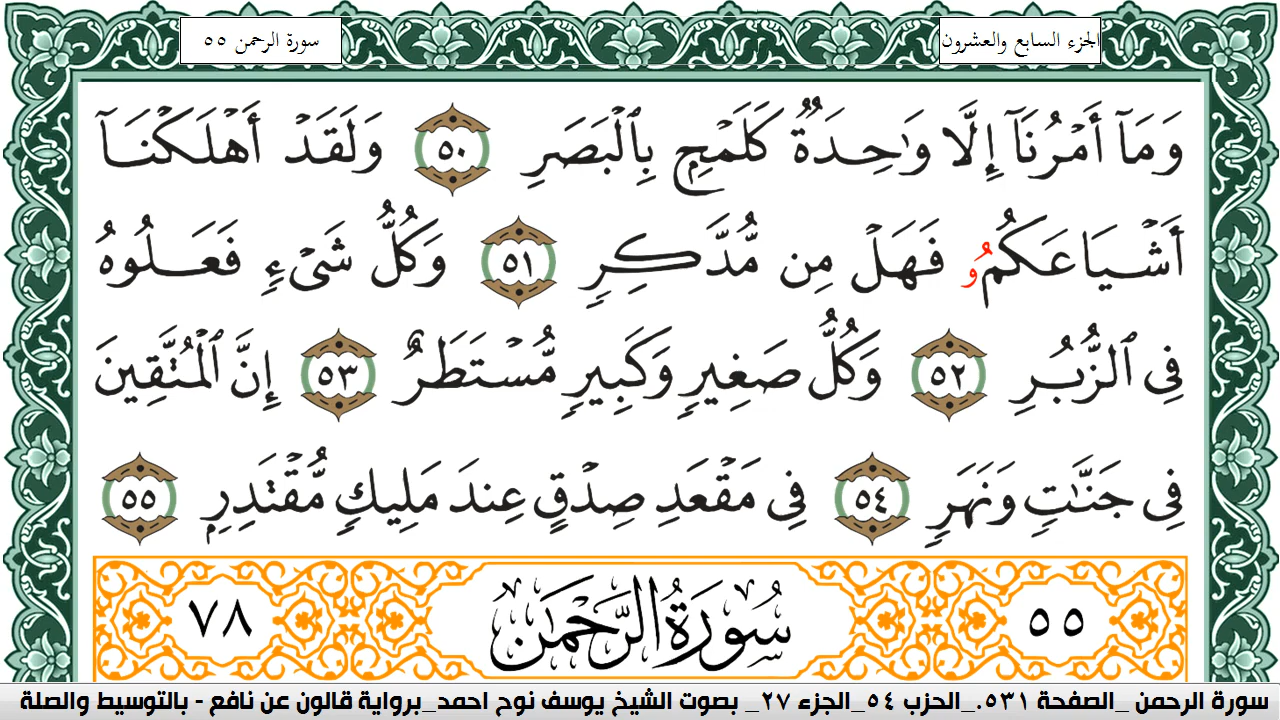 الجزء السابع والعشرون
سورة الرحمن ٥٥
وَمَآ أَمْرُنَآ إِلَّا وَٰحِدَةٌ كَلَمْحٍۭ بِالْبَصَرِ ٥٠ وَلَقَدْ أَهْلَكْنَآ
أَشْيَاعَكُمُۥ فَهَلْ مِن مُّدَّكِرٍ ٥١ وَكُلُّ شَىْءٍ فَعَلُوهُ
فِى ٱلزُّبُرِ ٥٢ وَكُلُّ صَغِيرٍ وَكَبِيرٍ مُّسْتَطَرٌ ٥٣ إِنَّ ٱلْمُتَّقِينَ
فِى جَنَّٰتٍ وَنَهَرٍ ٥٤ فِى مَقْعَدِ صِدْقٍ عِندَ مَلِيكٍ مُّقْتَدِرٍۭ ٥٥
٥٥ سُورَةُ الرَّحْمَٰن ٧٨
سورة الرحمن _الصفحة ٥٣١._الحزب ٥٤_الجزء ٢٧_ بصوت الشيخ يوسف نوح احمد_برواية قالون عن نافع - بالتوسيط والصلة